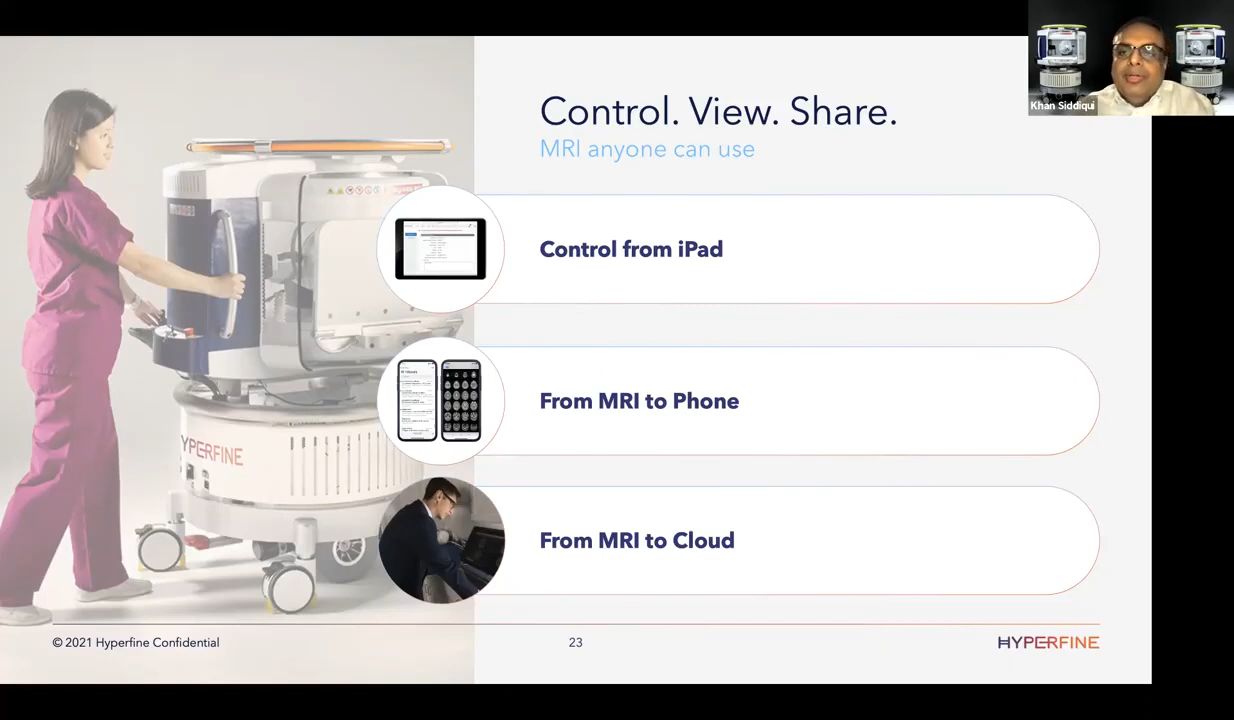 Khan Siddiqui
Control. View. Share.
MRI anyone can use
Control from iPad
From MRI to Phone
HYPERFINE
From MRI to Cloud
© 2021 Hyperfine Confidential
23
HYPERFINE